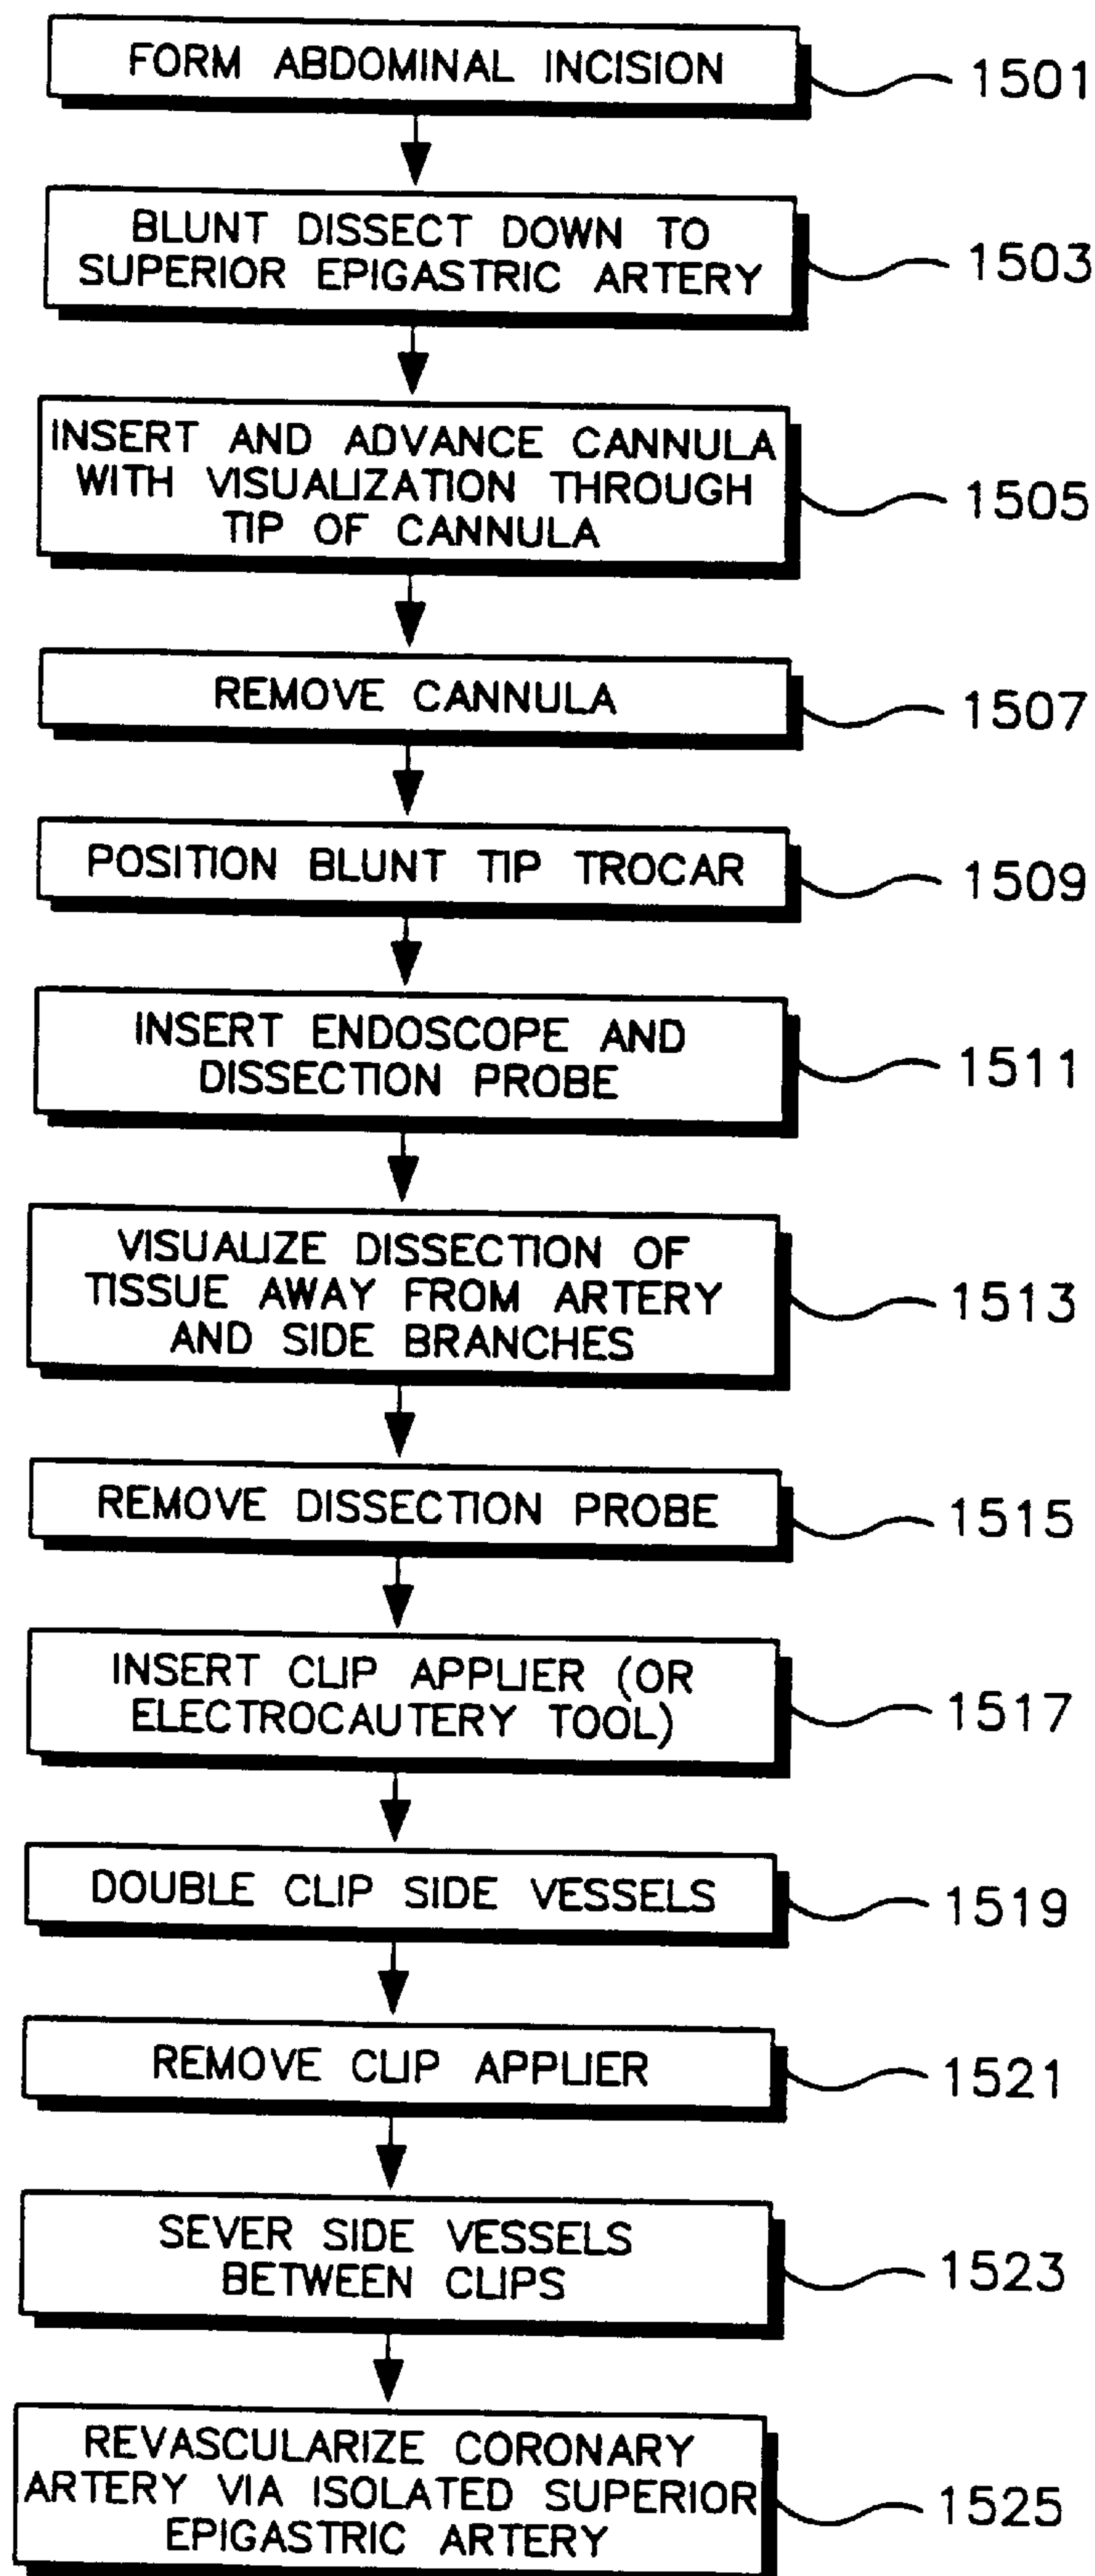 FORM ABDOMINAL INCISION
1501
BLUNT DISSECT DOWN TO
SUPERIOR EPIGASTRIC ARTERY
1503
INSERT AND ADVANCE CANNULA
WITH VISUALIZATION THROUGH
TIP OF CANNULA
1505
REMOVE CANNULA
1507
POSITION BLUNT TIP TROCAR
1509
INSERT ENDOSCOPE AND
DISSECTION PROBE
1511
VISUALIZE DISSECTION OF
TISSUE AWAY FROM ARTERY
AND SIDE BRANCHES
1513
REMOVE DISSECTION PROBE
1515
INSERT CLIP APPLIER (OR
ELECTROCAUTERY TOOL)
1517
DOUBLE CLIP SIDE VESSELS
1519
REMOVE CLIP APPLIER
1521
SEVER SIDE VESSELS
BETWEEN CLIPS
1523
REVASCULARIZE CORONARY
ARTERY VIA ISOLATED SUPERIOR
EPIGASTRIC ARTERY
1525